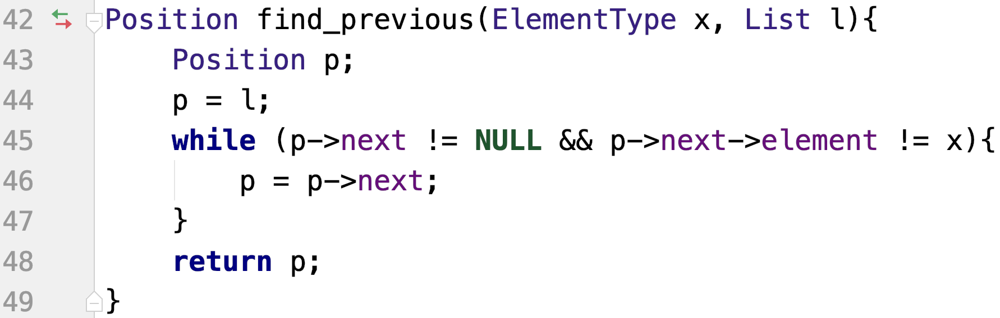 42 Position find_previous(ElementType x, List l){
43     Position p;
44     p = l;
45     while (p->next != NULL && p->next->element != x){
46         p = p->next;
47     }
48     return p;
49 }